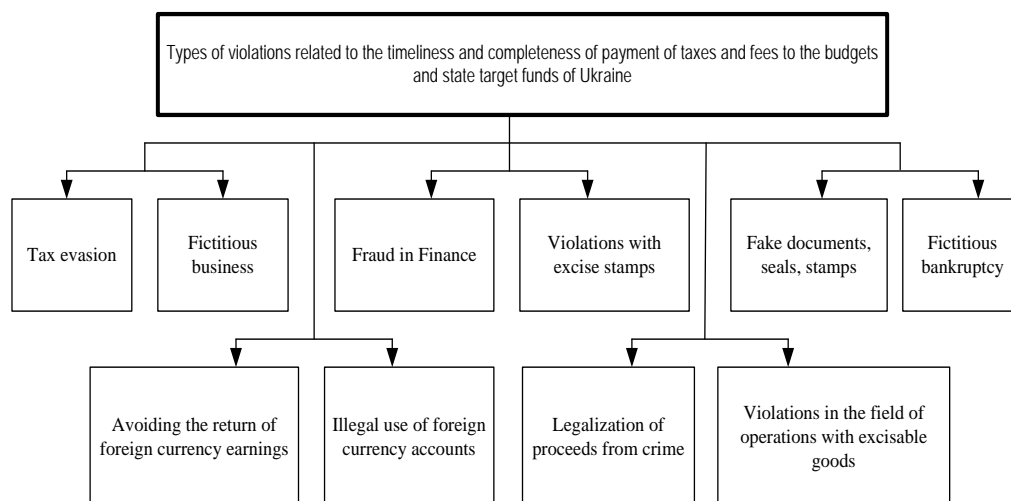 Types of violations related to the timeliness and completeness of payment of taxes and fees to the budgets
and state target funds of Ukraine
Tax evasion
Fictitious
business
Fraud in Finance
Violations with
excise stamps
Fake documents,
seals, stamps
Fictitious
bankruptcy
Avoiding the return of
foreign currency earnings
Illegal use of foreign
currency accounts
Legalization of
proceeds from crime
Violations in the field of
operations with excisable
goods